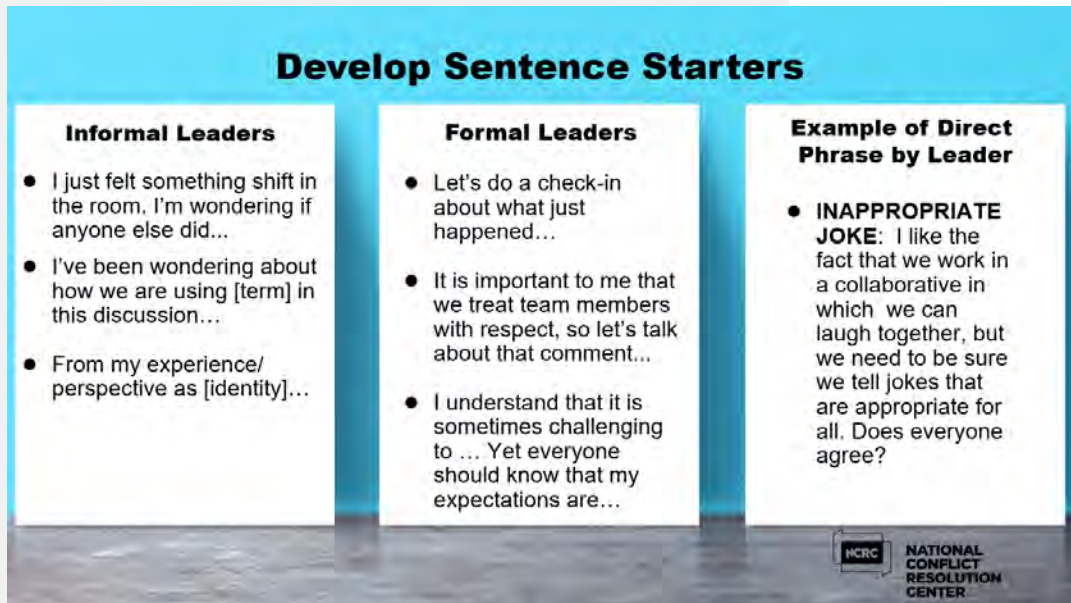 Develop Sentence Starters
Informal Leaders
● I just felt something shift in
the room. I'm wondering if
anyone else did...
● I've been wondering about
how we are using [term] in
this discussion…
● From my experience/
perspective as [identity]…
Formal Leaders
● Let's do a check-in
about what just
happened…
● It is important to me that
we treat team members
with respect, so let's talk
about that comment...
● I understand that it is
sometimes challenging
to … Yet everyone
should know that my
expectations are…
Example of Direct
Phrase by Leader
● INAPPROPRIATE
JOKE: I like the
fact that we work in
a collaborative in
which we can
laugh together, but
we need to be sure
we tell jokes that
are appropriate for
all. Does everyone
agree?
NCRC
NATIONAL
CONFLICT
RESOLUTION
CENTER